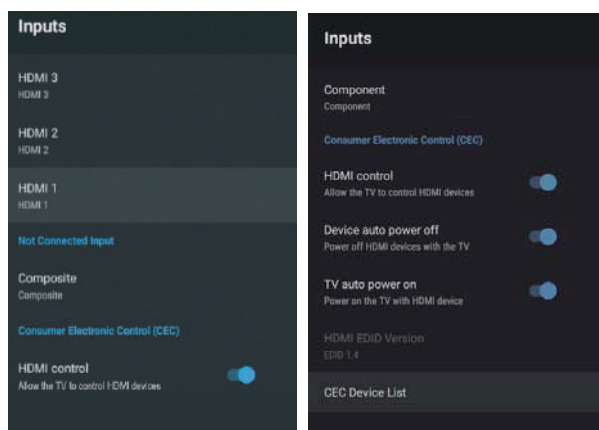 Inputs
HDMI 3
HDMI 3
HDMI 2
HDMI 2
HDMI 1
HDMI 1
Not Connected Input
Composite
Composite
Consumer Electronic Control (CEC)
HDMI control
Allow the TV to control HDMI devices
Inputs
Component
Component
Consumer Electronic Control (CEC)
HDMI control
Allow the TV to control HDMI devices
Device auto power off
Power off HDMI devices with the TV
TV auto power on
Power on the TV with HDMI device
HDMI EDID Version
EDID 1.4
CEC Device List